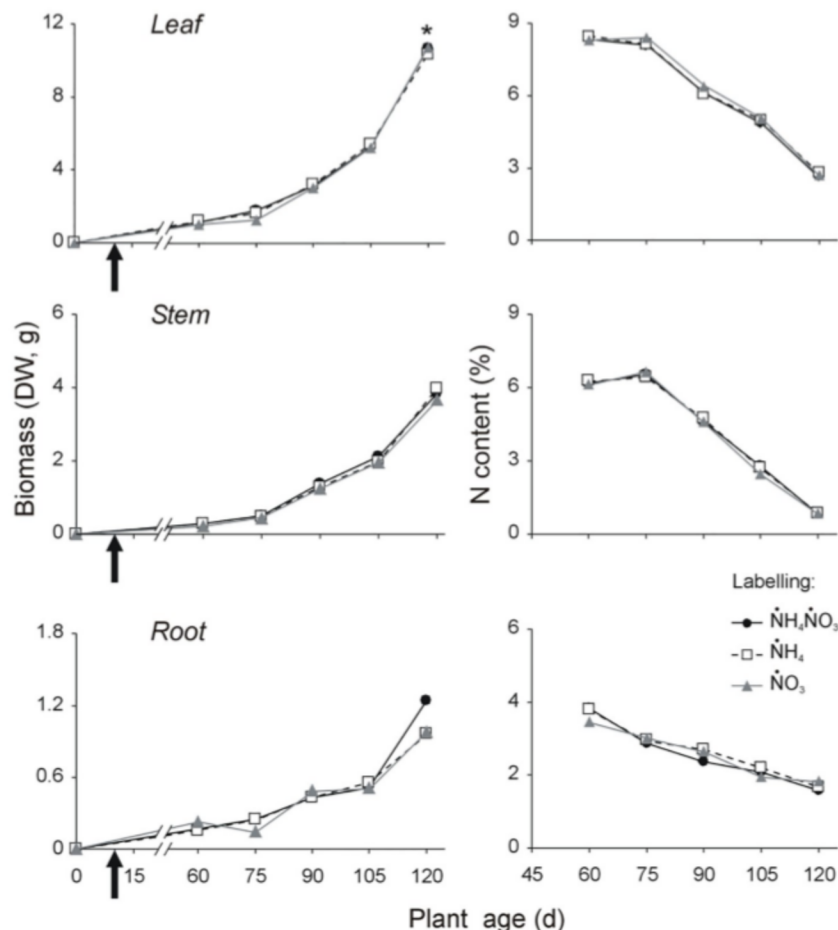 Leaf
*
12
8
4
0
9
6
3
0
Stem
6
4
2
0
9
6
3
0
Biomass (DW, g)
N content (%)
Labelling:
ṄH₄ṄO₃
ṄH₄
ṄO₃
Root
1.8
1.2
0.6
0
6
4
2
0
0 15 60 75 90 105 120
45 60 75 90 105 120
Plant age (d)